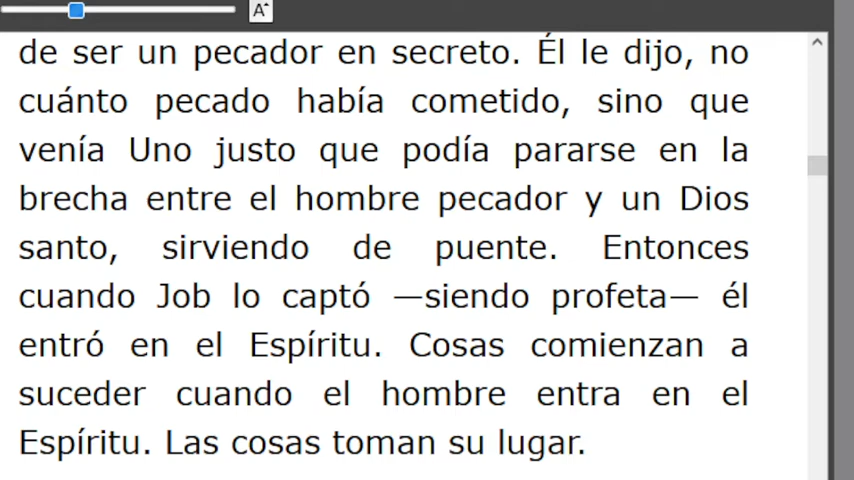 A
de ser un pecador en secreto. Él le dijo, no
cuánto pecado había cometido, sino que
venía Uno justo que podía pararse en la
brecha entre el hombre pecador y un Dios
santo, sirviendo de puente. Entonces
cuando Job lo captó —siendo profeta— él
entró en el Espíritu. Cosas comienzan a
suceder cuando el hombre entra en el
Espíritu. Las cosas toman su lugar.